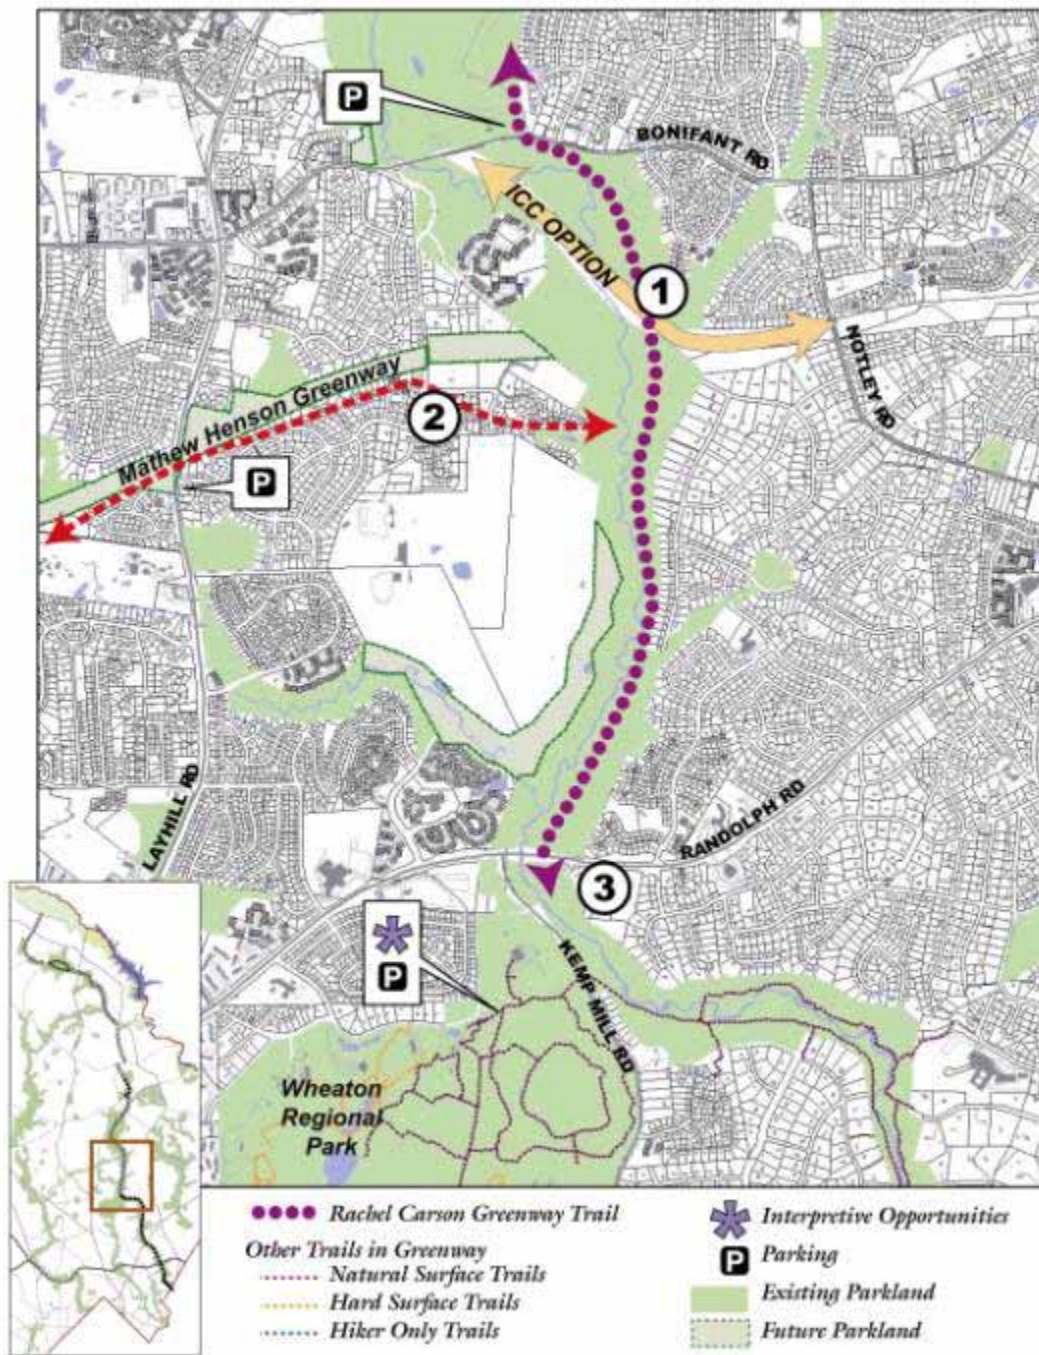 P
BONIFANT RD
ICC OPTION
1
NOTLEY RD
Mathew Henson Greenway
2
P
LAYHILL RD
RANDOLPH RD
3
P
KEMP MILL RD
Wheaton
Regional
Park
Rachel Carson Greenway Trail
Other Trails in Greenway
Natural Surface Trails
Hard Surface Trails
Hiker Only Trails
Interpretive Opportunities
P Parking
Existing Parkland
Future Parkland